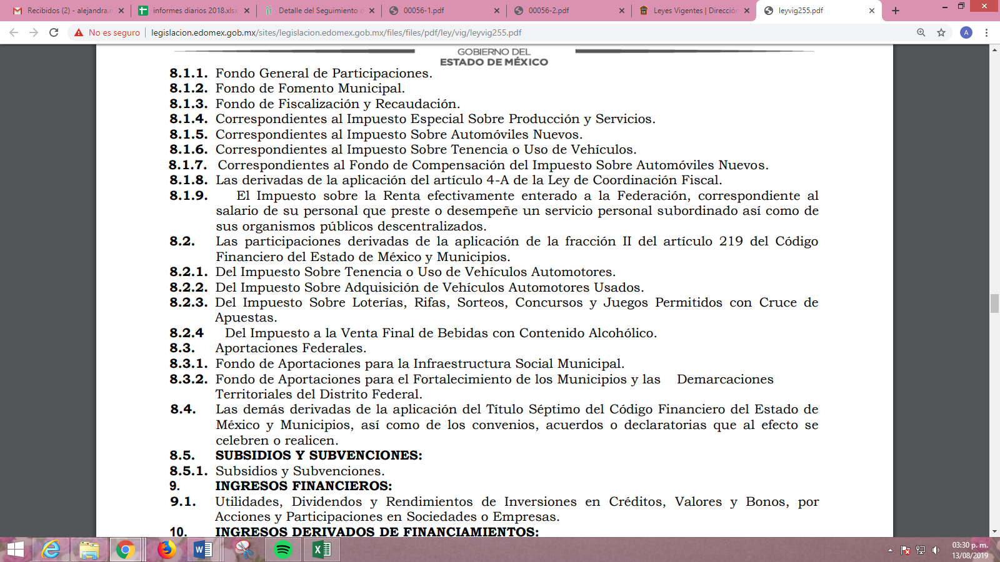 Recibidos (2) - alejandra.r
informes diarios 2018.xlsx
Detalle del Seguimiento d
00056-1.pdf
00056-2.pdf
Leyes Vigentes | Dirección
leyvig255.pdf
No es seguro | legislacion.edomex.gob.mx/sites/legislacion.edomex.gob.mx/files/files/pdf/ley/vig/leyvig255.pdf
A
GOBIERNO DEL
ESTADO DE MÉXICO
8.1.1. Fondo General de Participaciones.
8.1.2. Fondo de Fomento Municipal.
8.1.3. Fondo de Fiscalización y Recaudación.
8.1.4. Correspondientes al Impuesto Especial Sobre Producción y Servicios.
8.1.5. Correspondientes al Impuesto Sobre Automóviles Nuevos.
8.1.6. Correspondientes al Impuesto Sobre Tenencia o Uso de Vehículos.
8.1.7. Correspondientes al Fondo de Compensación del Impuesto Sobre Automóviles Nuevos.
8.1.8. Las derivadas de la aplicación del artículo 4-A de la Ley de Coordinación Fiscal.
8.1.9. El Impuesto sobre la Renta efectivamente enterado a la Federación, correspondiente al
salario de su personal que preste o desempeñe un servicio personal subordinado así como de
sus organismos públicos descentralizados.
8.2. Las participaciones derivadas de la aplicación de la fracción II del artículo 219 del Código
Financiero del Estado de México y Municipios.
8.2.1. Del Impuesto Sobre Tenencia o Uso de Vehículos Automotores.
8.2.2. Del Impuesto Sobre Adquisición de Vehículos Automotores Usados.
8.2.3. Del Impuesto Sobre Loterías, Rifas, Sorteos, Concursos y Juegos Permitidos con Cruce de
Apuestas.
8.2.4 Del Impuesto a la Venta Final de Bebidas con Contenido Alcohólico.
8.3. Aportaciones Federales.
8.3.1. Fondo de Aportaciones para la Infraestructura Social Municipal.
8.3.2. Fondo de Aportaciones para el Fortalecimiento de los Municipios y las Demarcaciones
Territoriales del Distrito Federal.
8.4. Las demás derivadas de la aplicación del Título Séptimo del Código Financiero del Estado de
México y Municipios, así como de los convenios, acuerdos o declaratorias que al efecto se
celebren o realicen.
8.5. SUBSIDIOS Y SUBVENCIONES:
8.5.1. Subsidios y Subvenciones.
9. INGRESOS FINANCIEROS:
9.1. Utilidades, Dividendos y Rendimientos de Inversiones en Créditos, Valores y Bonos, por
Acciones y Participaciones en Sociedades o Empresas.
10. INGRESOS DERIVADOS DE FINANCIAMIENTOS:
03:30 p. m.
13/08/2019